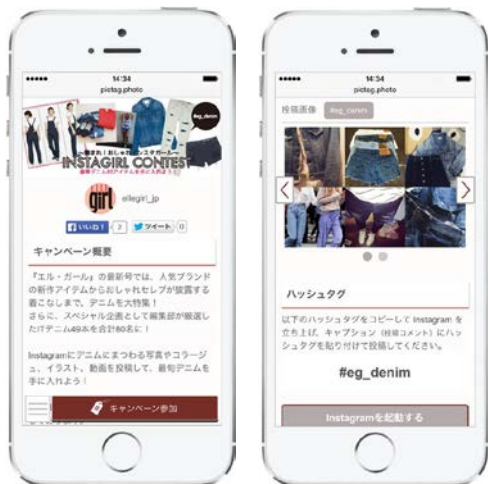 14:34
pictag.photo
#eg_denim
INSTAGIRL CONTEST
girl
ellegirl_jp
いいね！ 2 ツイート 0
キャンペーン概要
『エル・ガール』の最新号では、人気ブランド
の新作アイテムからおしゃれセレブが披露する
着こなしまで、デニムを大特集！
さらに、スペシャル企画として編集部が厳選し
たITデニム49本を合計60名に！
Instagramにデニムにまつわる写真やコラージ
ュ、イラスト、動画を投稿して、最旬デニムを
手に入れよう！
キャンペーン参加
14:34
pictag.photo
投稿画像 #eg_denim
ハッシュタグ
以下のハッシュタグをコピーして Instagram を
立ち上げ、キャプション（投稿コメント）にハッ
シュタグを貼り付けて投稿してください。
#eg_denim
Instagramを起動する